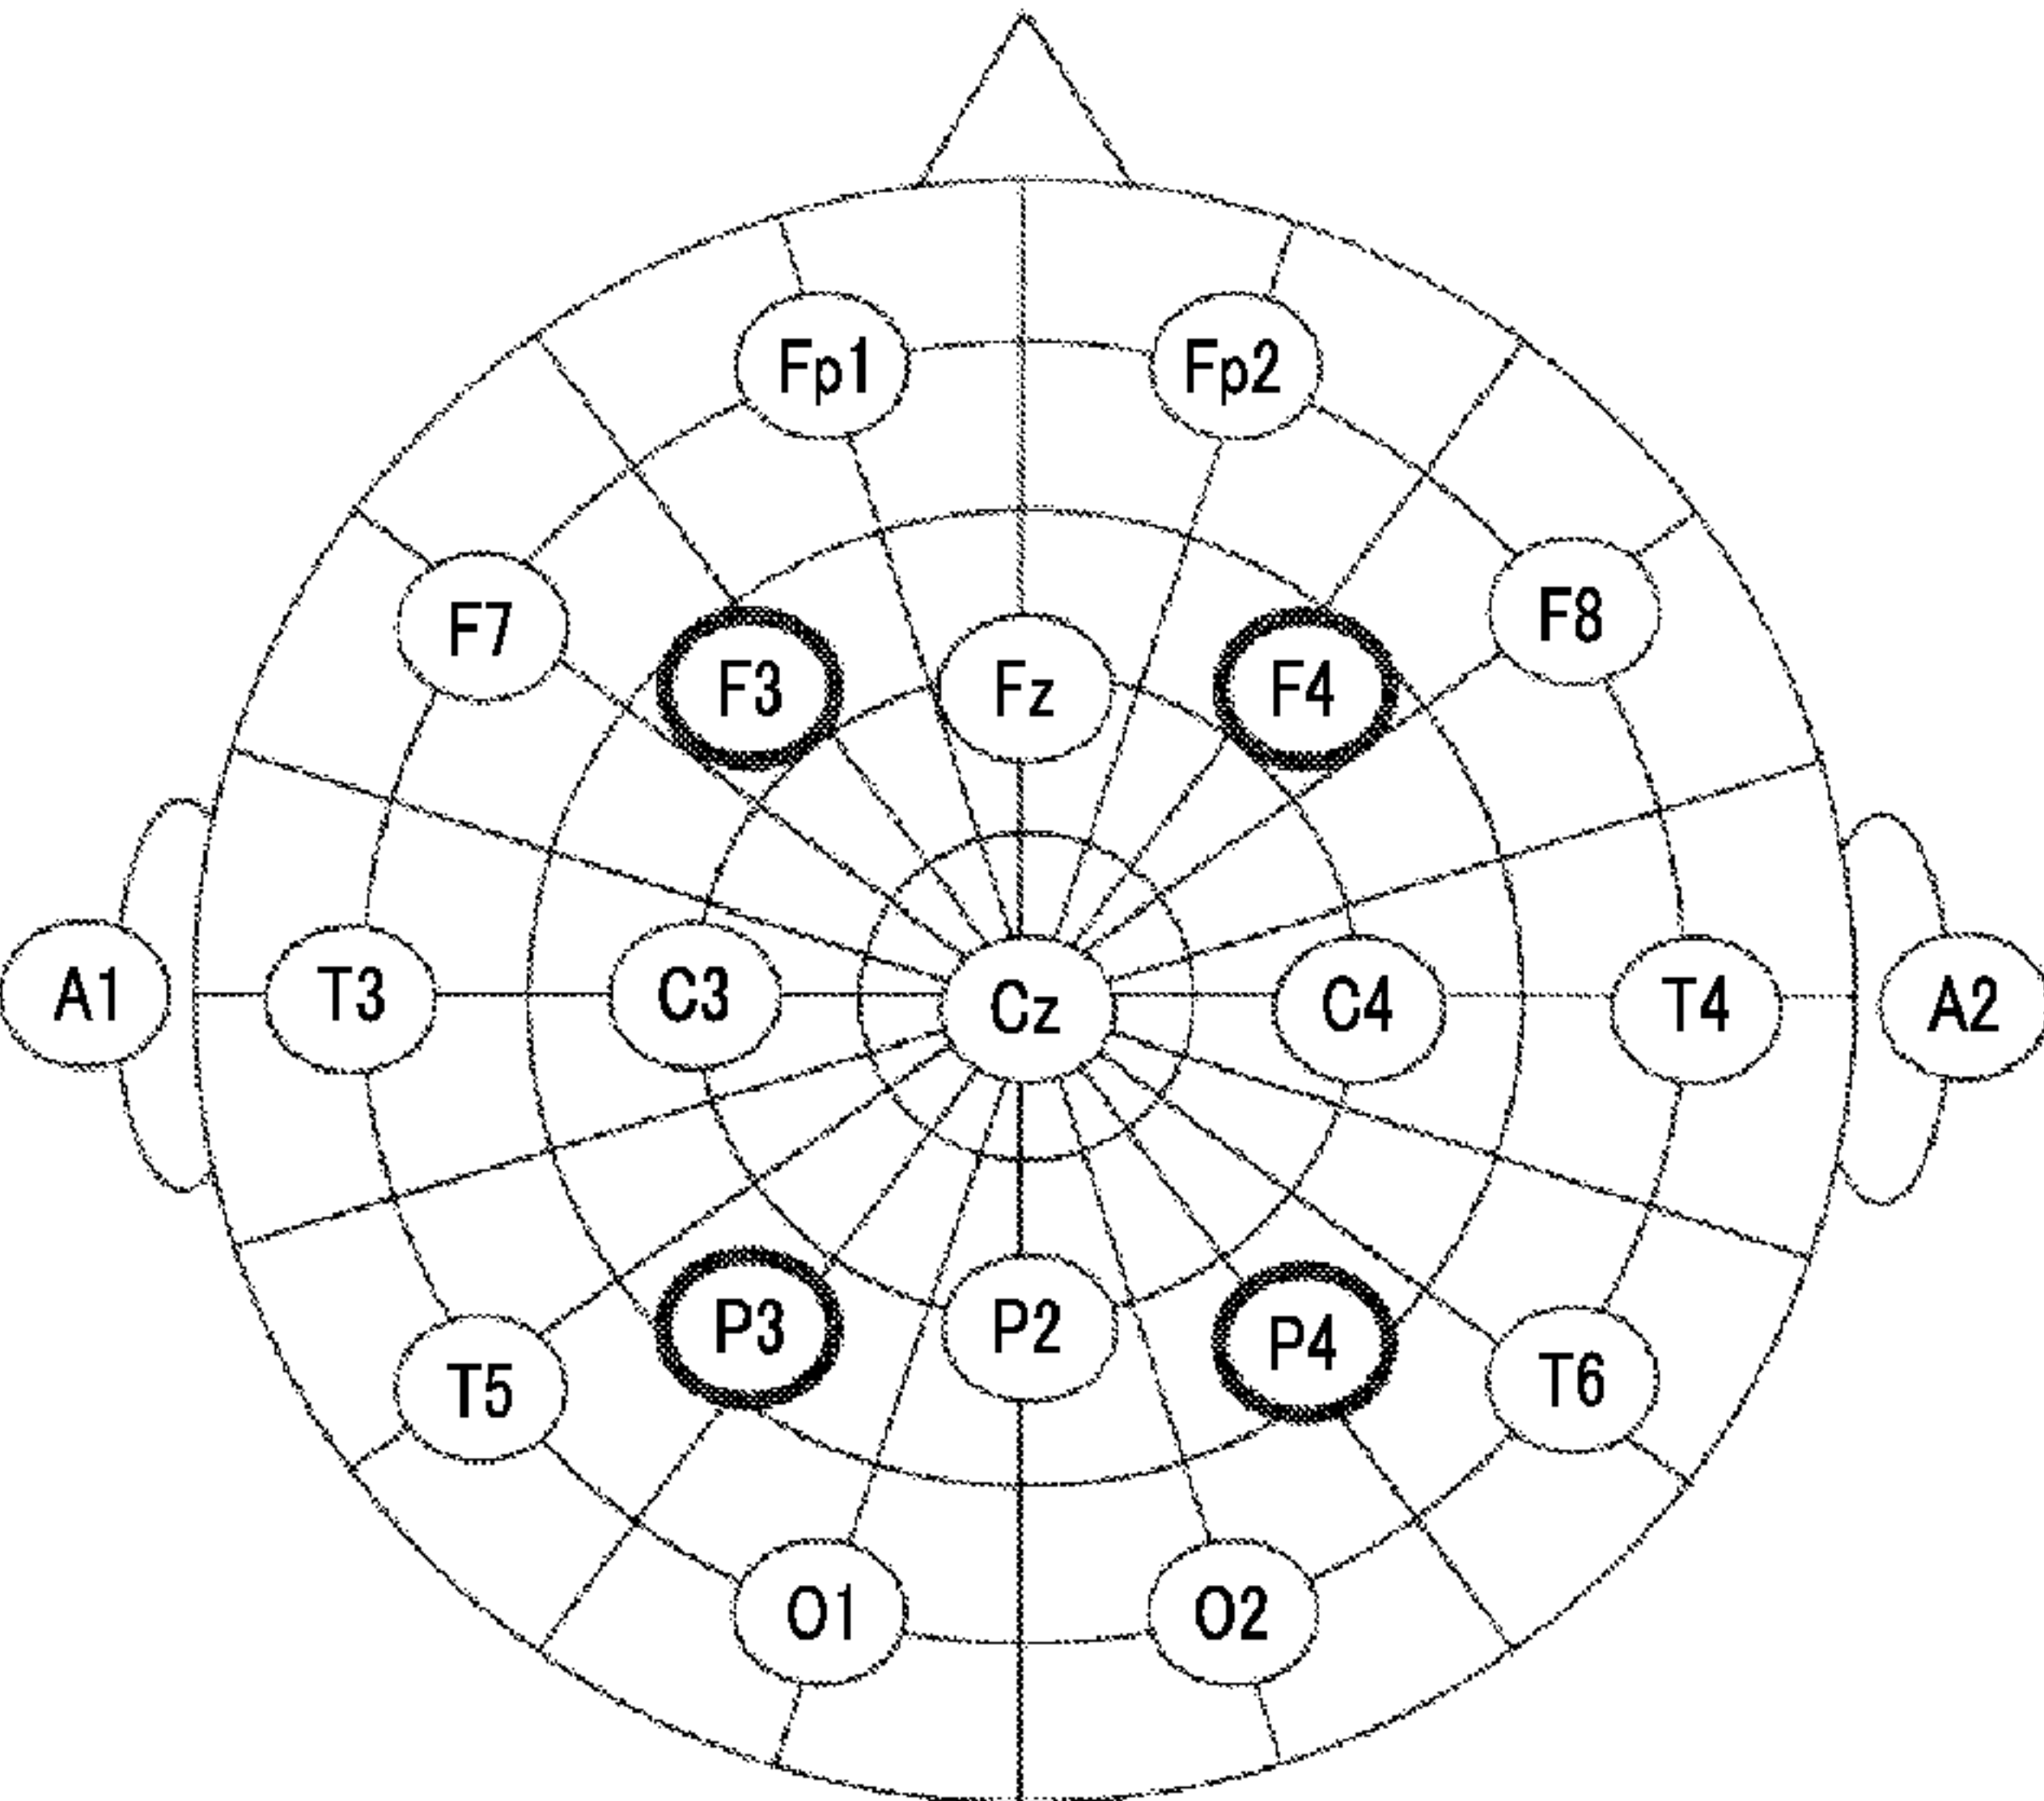 Fp1 Fp2
F7 F3 Fz F4 F8
A1 T3 C3 Cz C4 T4 A2
T5 P3 P2 P4 T6
O1 O2